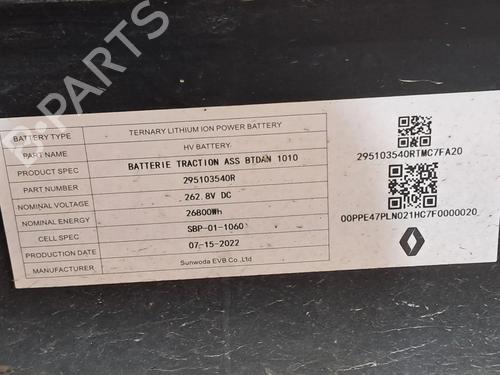 BATTERY TYPE TERNARY LITHIUM ION POWER BATTERY
PART NAME HV BATTERY
PRODUCT SPEC BATTERIE TRACTION ASS BTDAN 1010
PART NUMBER 295103540R
NOMINAL VOLTAGE 262.8V DC
NOMINAL ENERGY 26800Wh
CELL SPEC SBP-01-1060
PRODUCTION DATE 07-15-2022
MANUFACTURER Sunwoda EVB Co.,Ltd
295103540RTMC7FA20
00PPE47PLN021HC7F0000020
B-PARTS